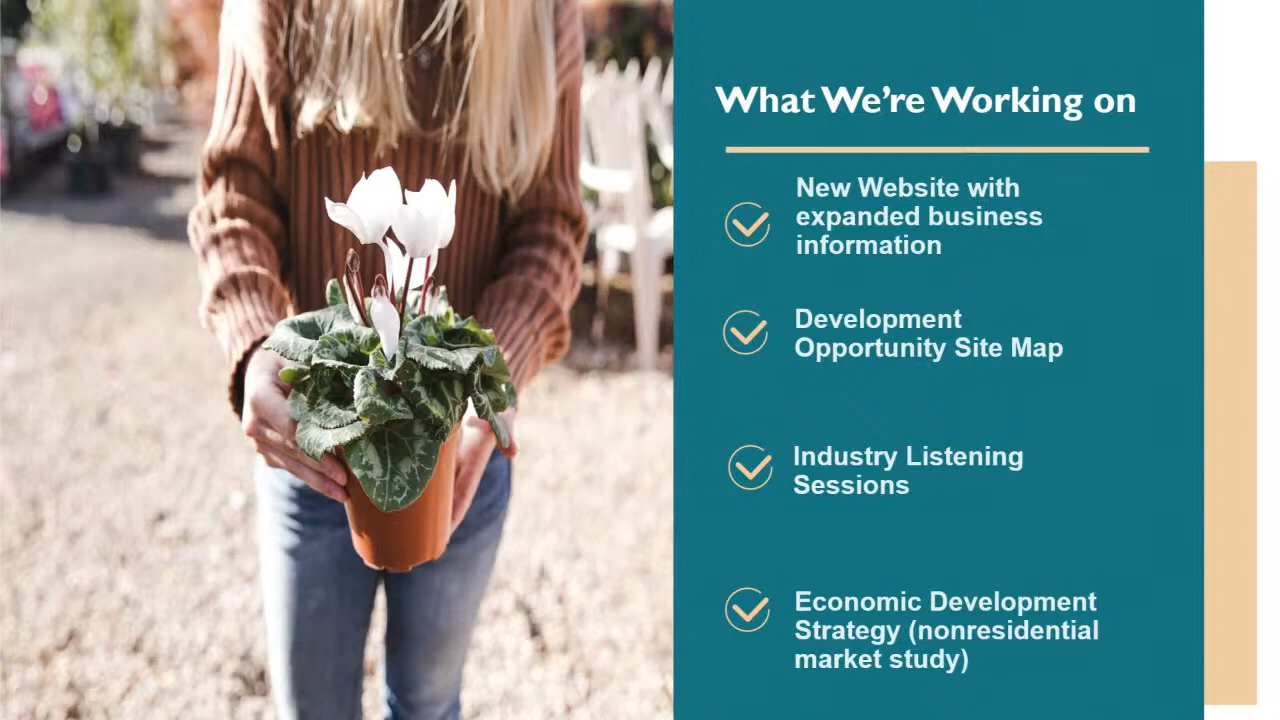 What We’re Working on
New Website with
expanded business
information
Development
Opportunity Site Map
Industry Listening
Sessions
Economic Development
Strategy (nonresidential
market study)